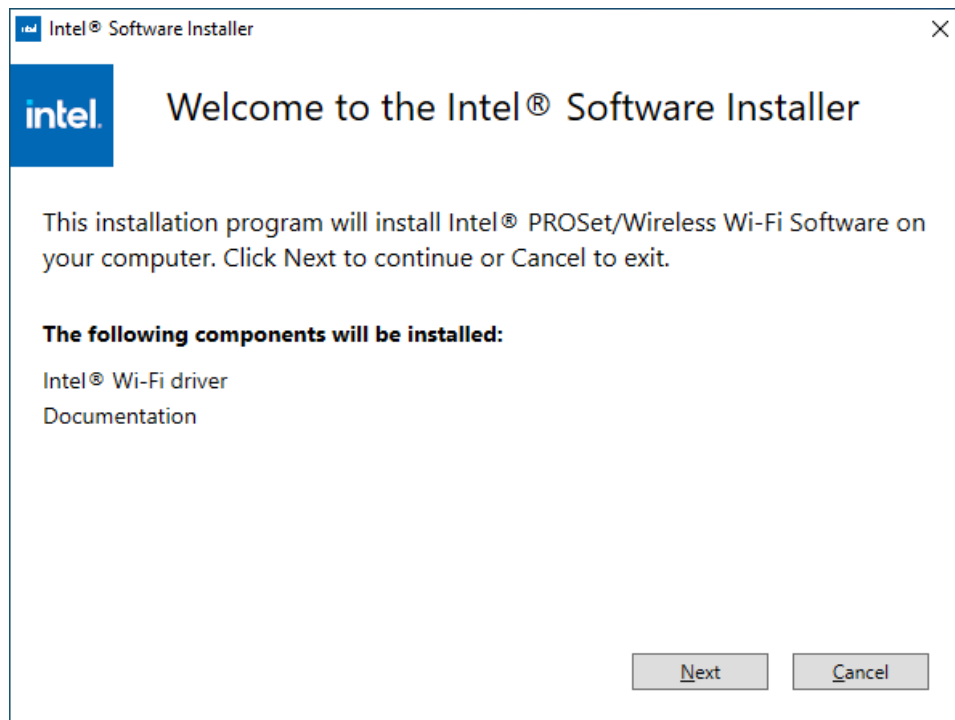 intel Intel® Software Installer
intel.
Welcome to the Intel® Software Installer
This installation program will install Intel® PROSet/Wireless Wi-Fi Software on
your computer. Click Next to continue or Cancel to exit.
The following components will be installed:
Intel® Wi-Fi driver
Documentation
Next
Cancel